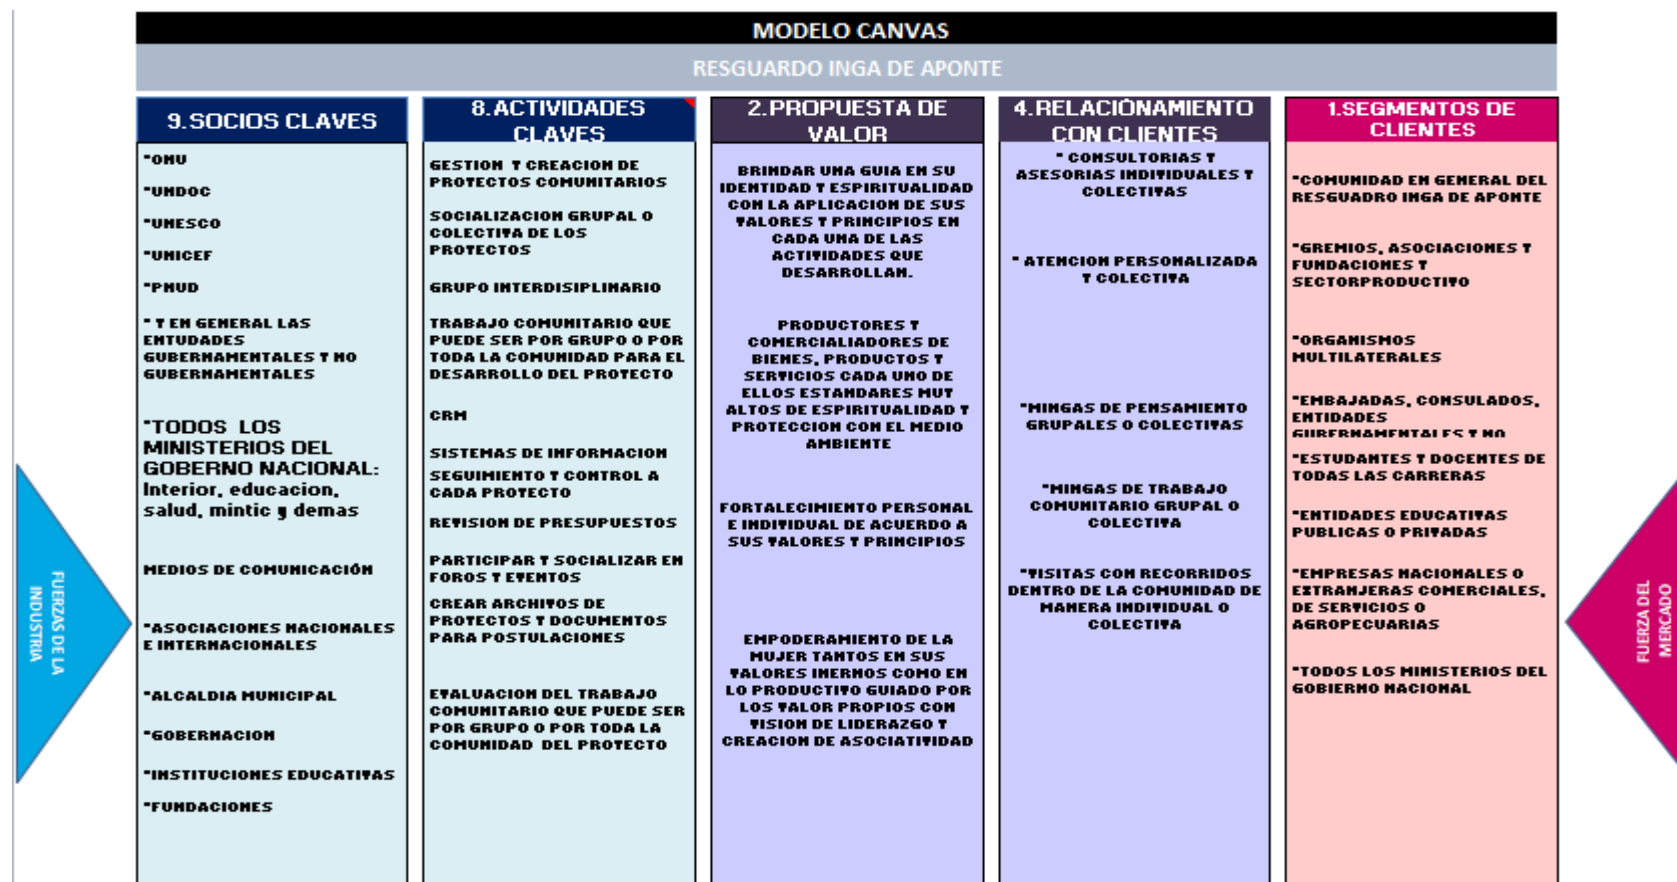 MODELO CANVAS
RESGUARDO INGA DE APONTE
9.SOCIOS CLAVES
*ONU
*UNDOC
*UNESCO
*UNICEF
*PNUD
* Y EN GENERAL LAS
ENTUDADES
GUBERNAMENTALES Y NO
GUBERNAMENTALES
*TODOS LOS
MINISTERIOS DEL
GOBERNO NACIONAL:
Interior, educacion,
salud, mintic y demas
MEDIOS DE COMUNICACIÓN
*ASOCIACIONES NACIONALES
E INTERNACIONALES
*ALCALDIA MUNICIPAL
*GOBERNACION
*INSTITUCIONES EDUCATIVAS
*FUNDACIONES
8.ACTIVIDADES
CLAVES
GESTION Y CREACION DE
PROYECTOS COMUNITARIOS
SOCIALIZACION GRUPAL O
COLECTIVA DE LOS
PROYECTOS
GRUPO INTERDISIPLINARIO
TRABAJO COMUNITARIO QUE
PUEDE SER POR GRUPO O POR
TODA LA COMUNIDAD PARA EL
DESARROLLO DEL PROYECTO
CRM
SISTEMAS DE INFORMACION
SEGUIMIENTO Y CONTROL A
CADA PROYECTO
REVISION DE PRESUPUESTOS
PARTICIPAR Y SOCIALIZAR EN
FOROS Y EVENTOS
CREAR ARCHIVOS DE
PROYECTOS Y DOCUMENTOS
PARA POSTULACIONES
EVALUACION DEL TRABAJO
COMUNITARIO QUE PUEDE SER
POR GRUPO O POR TODA LA
COMUNIDAD DEL PROYECTO
2.PROPUESTA DE
VALOR
BRINDAR UNA GUIA EN SU
IDENTIDAD Y ESPIRITUALIDAD
CON LA APLICACION DE SUS
VALORES Y PRINCIPIOS EN
CADA UNA DE LAS
ACTIVIDADES QUE
DESARROLLAN.
PRODUCTORES Y
COMERCIALIADORES DE
BIENES, PRODUCTOS Y
SERVICIOS CADA UNO DE
ELLOS ESTANDARES MUY
ALTOS DE ESPIRITUALIDAD Y
PROTECCION CON EL MEDIO
AMBIENTE
FORTALECIMIENTO PERSONAL
E INDIVIDUAL DE ACUERDO A
SUS VALORES Y PRINCIPIOS
EMPODERAMIENTO DE LA
MUJER TANTOS EN SUS
VALORES INERNOS COMO EN
LO PRODUCTIVO GUIADO POR
LOS VALOR PROPIOS CON
VISION DE LIDERAZGO Y
CREACION DE ASOCIATIVIDAD
4.RELACIÓNAMIENTO
CON CLIENTES
* CONSULTORIAS Y
ASESORIAS INDIVIDUALES Y
COLECTIVAS
* ATENCION PERSONALIZADA
Y COLECTIVA
*MINGAS DE PENSAMIENTO
GRUPALES O COLECTIVAS
*MINGAS DE TRABAJO
COMUNITARIO GRUPAL O
COLECTIVA
*VISITAS CON RECORRIDOS
DENTRO DE LA COMUNIDAD DE
MANERA INDIVIDUAL O
COLECTIVA
1.SEGMENTOS DE
CLIENTES
*COMUNIDAD EN GENERAL DEL
RESGUADRO INGA DE APONTE
*GREMIOS, ASOCIACIONES Y
FUNDACIONES Y
SECTORPRODUCTIVO
*ORGANISMOS
MULTILATERALES
*EMBAJADAS, CONSULADOS,
ENTIDADES
GUBERNAMENTALES Y NO
*ESTUDIANTES Y DOCENTES DE
TODAS LAS CARRERAS
*ENTIDADES EDUCATIVAS
PUBLICAS O PRIVADAS
*EMPRESAS NACIONALES O
EXTRANJERAS COMERCIALES,
DE SERVICIOS O
AGROPECUARIAS
*TODOS LOS MINISTERIOS DEL
GOBIERNO NACIONAL
FUERZAS DE LA
INDUSTRIA
FUERZA DEL
MERCADO